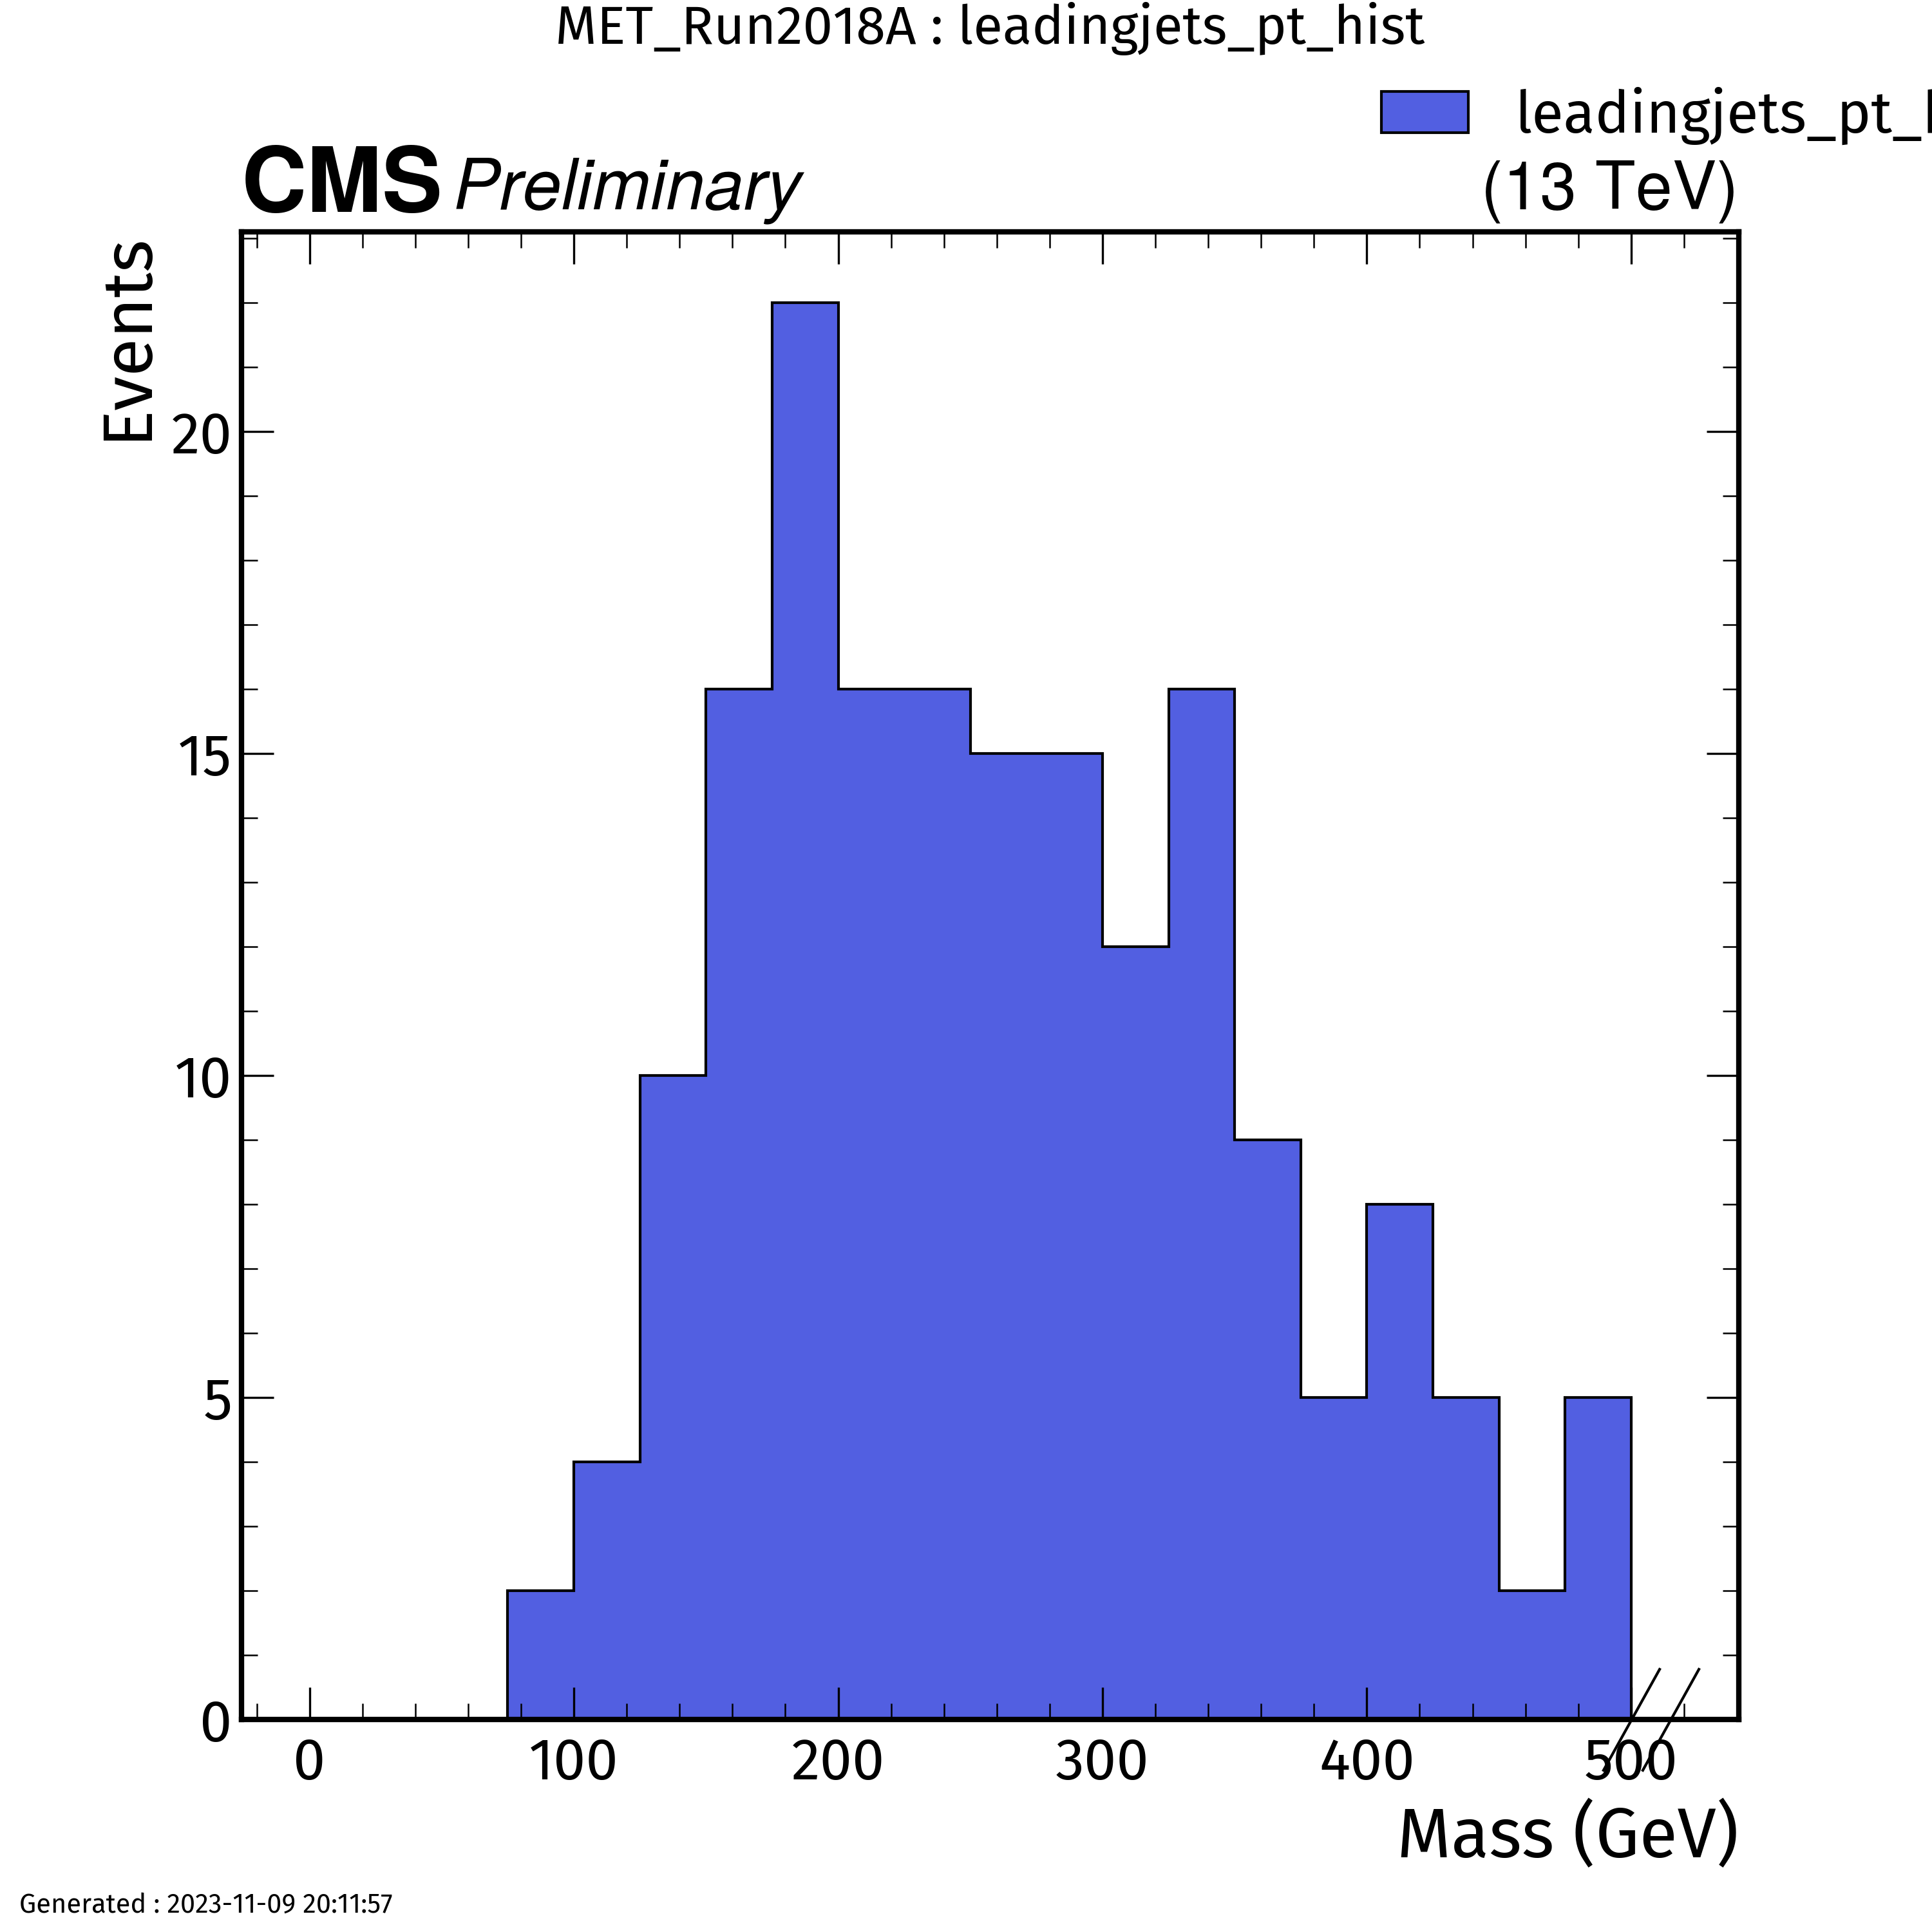 MET_Run2018A : leadingjets_pt_hist
leadingjets_pt_
CMS Preliminary
(13 TeV)
Events
20
15
10
5
0
0 100 200 300 400 500
Mass (GeV)
Generated : 2023-11-09 20:11:57